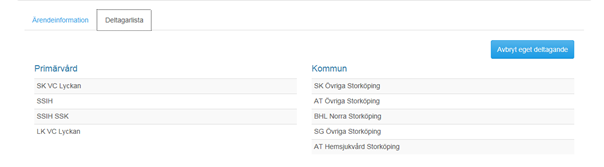 Ärendeinformation
Deltagarlista
Avbryt eget deltagande
Primärvård
SK VC Lyckan
SSIH
SSIH SSK
LK VC Lyckan
Kommun
SK Övriga Storköping
AT Övriga Storköping
BHL Norra Storköping
SG Övriga Storköping
AT Hemsjukvård Storköping